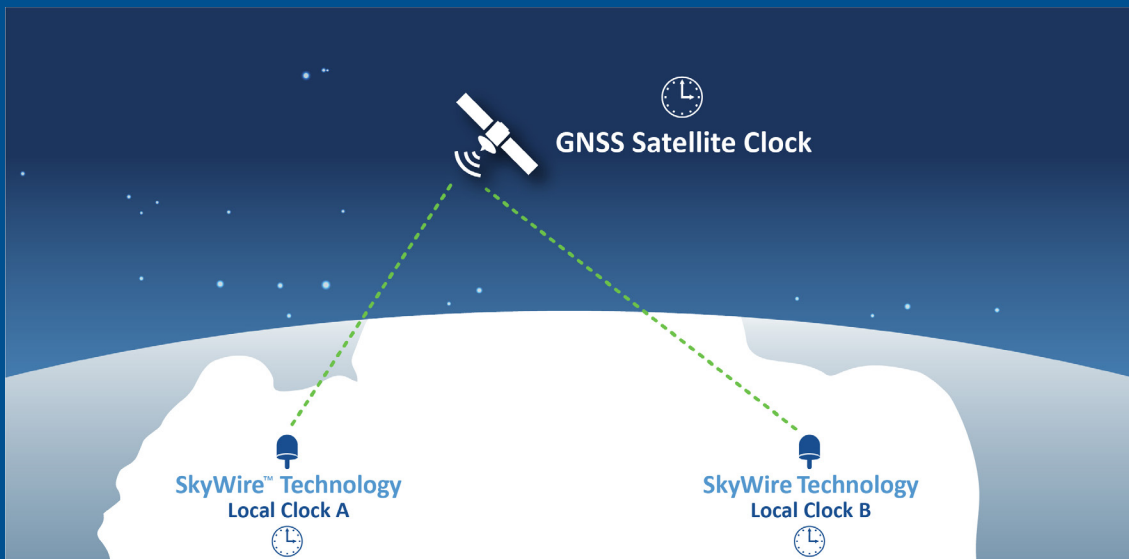 GNSS Satellite Clock
SkyWire™ Technology
Local Clock A
SkyWire Technology
Local Clock B